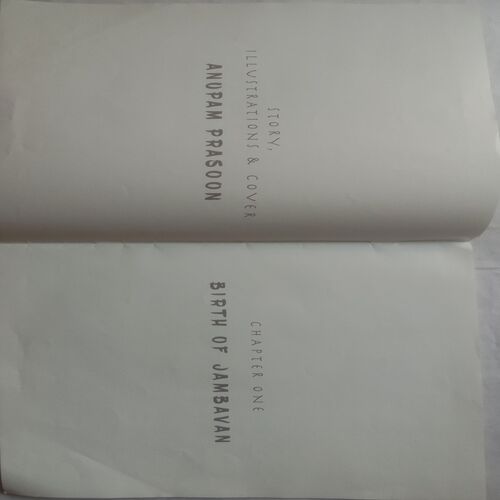 STORY,
ILLUSTRATIONS & COVER
ANUPAM PRASOON
CHAPTER ONE
BIRTH OF JAMBAVAN